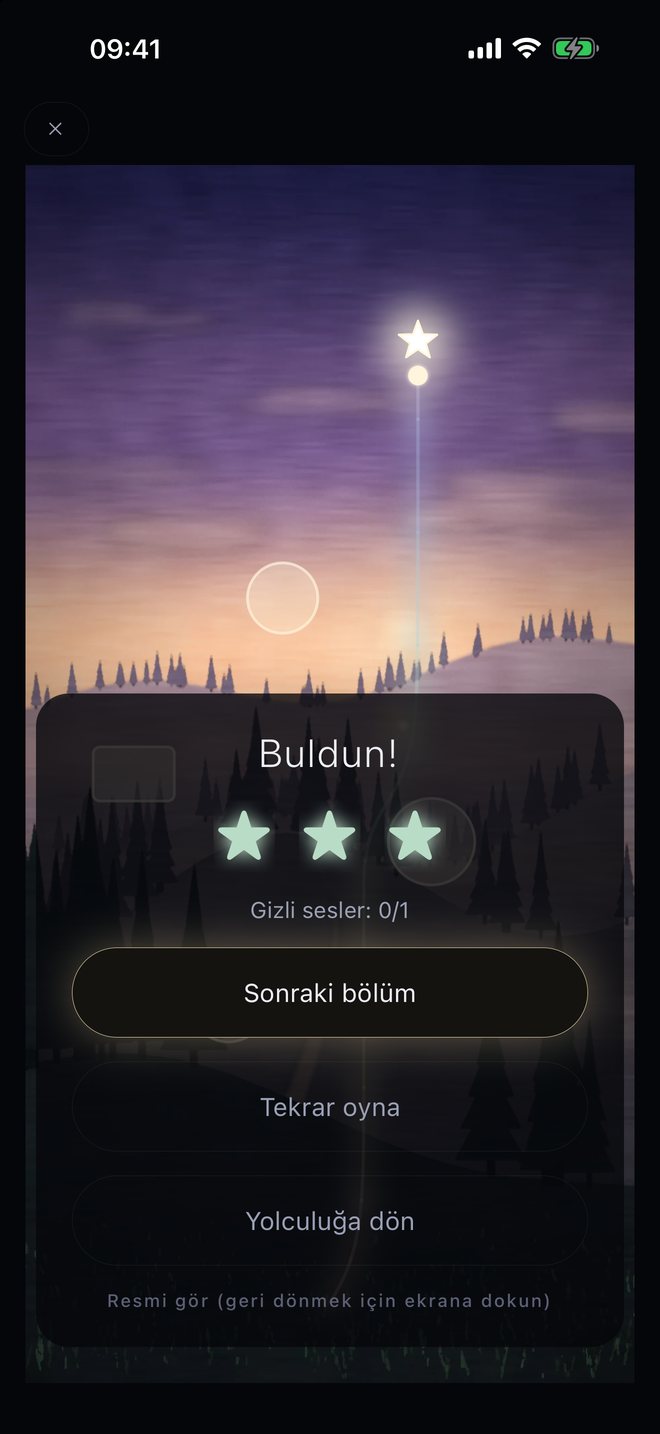 09:41
Buldun!
Gizli sesler: 0/1
Sonraki bölüm
Tekrar oyna
Yolculuğa dön
Resmi gör (geri dönmek için ekrana dokun)